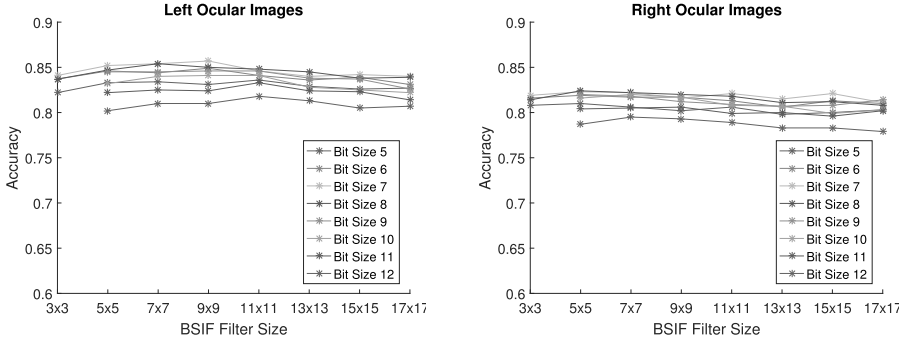 Left Ocular Images
0.9
0.85
0.8
0.75
0.7
0.65
0.6
Accuracy
Bit Size 5
Bit Size 6
Bit Size 7
Bit Size 8
Bit Size 9
Bit Size 10
Bit Size 11
Bit Size 12
3x3 5x5 7x7 9x9 11x11 13x13 15x15 17x17
BSIF Filter Size
Right Ocular Images
0.9
0.85
0.8
0.75
0.7
0.65
0.6
Accuracy
Bit Size 5
Bit Size 6
Bit Size 7
Bit Size 8
Bit Size 9
Bit Size 10
Bit Size 11
Bit Size 12
3x3 5x5 7x7 9x9 11x11 13x13 15x15 17x17
BSIF Filter Size